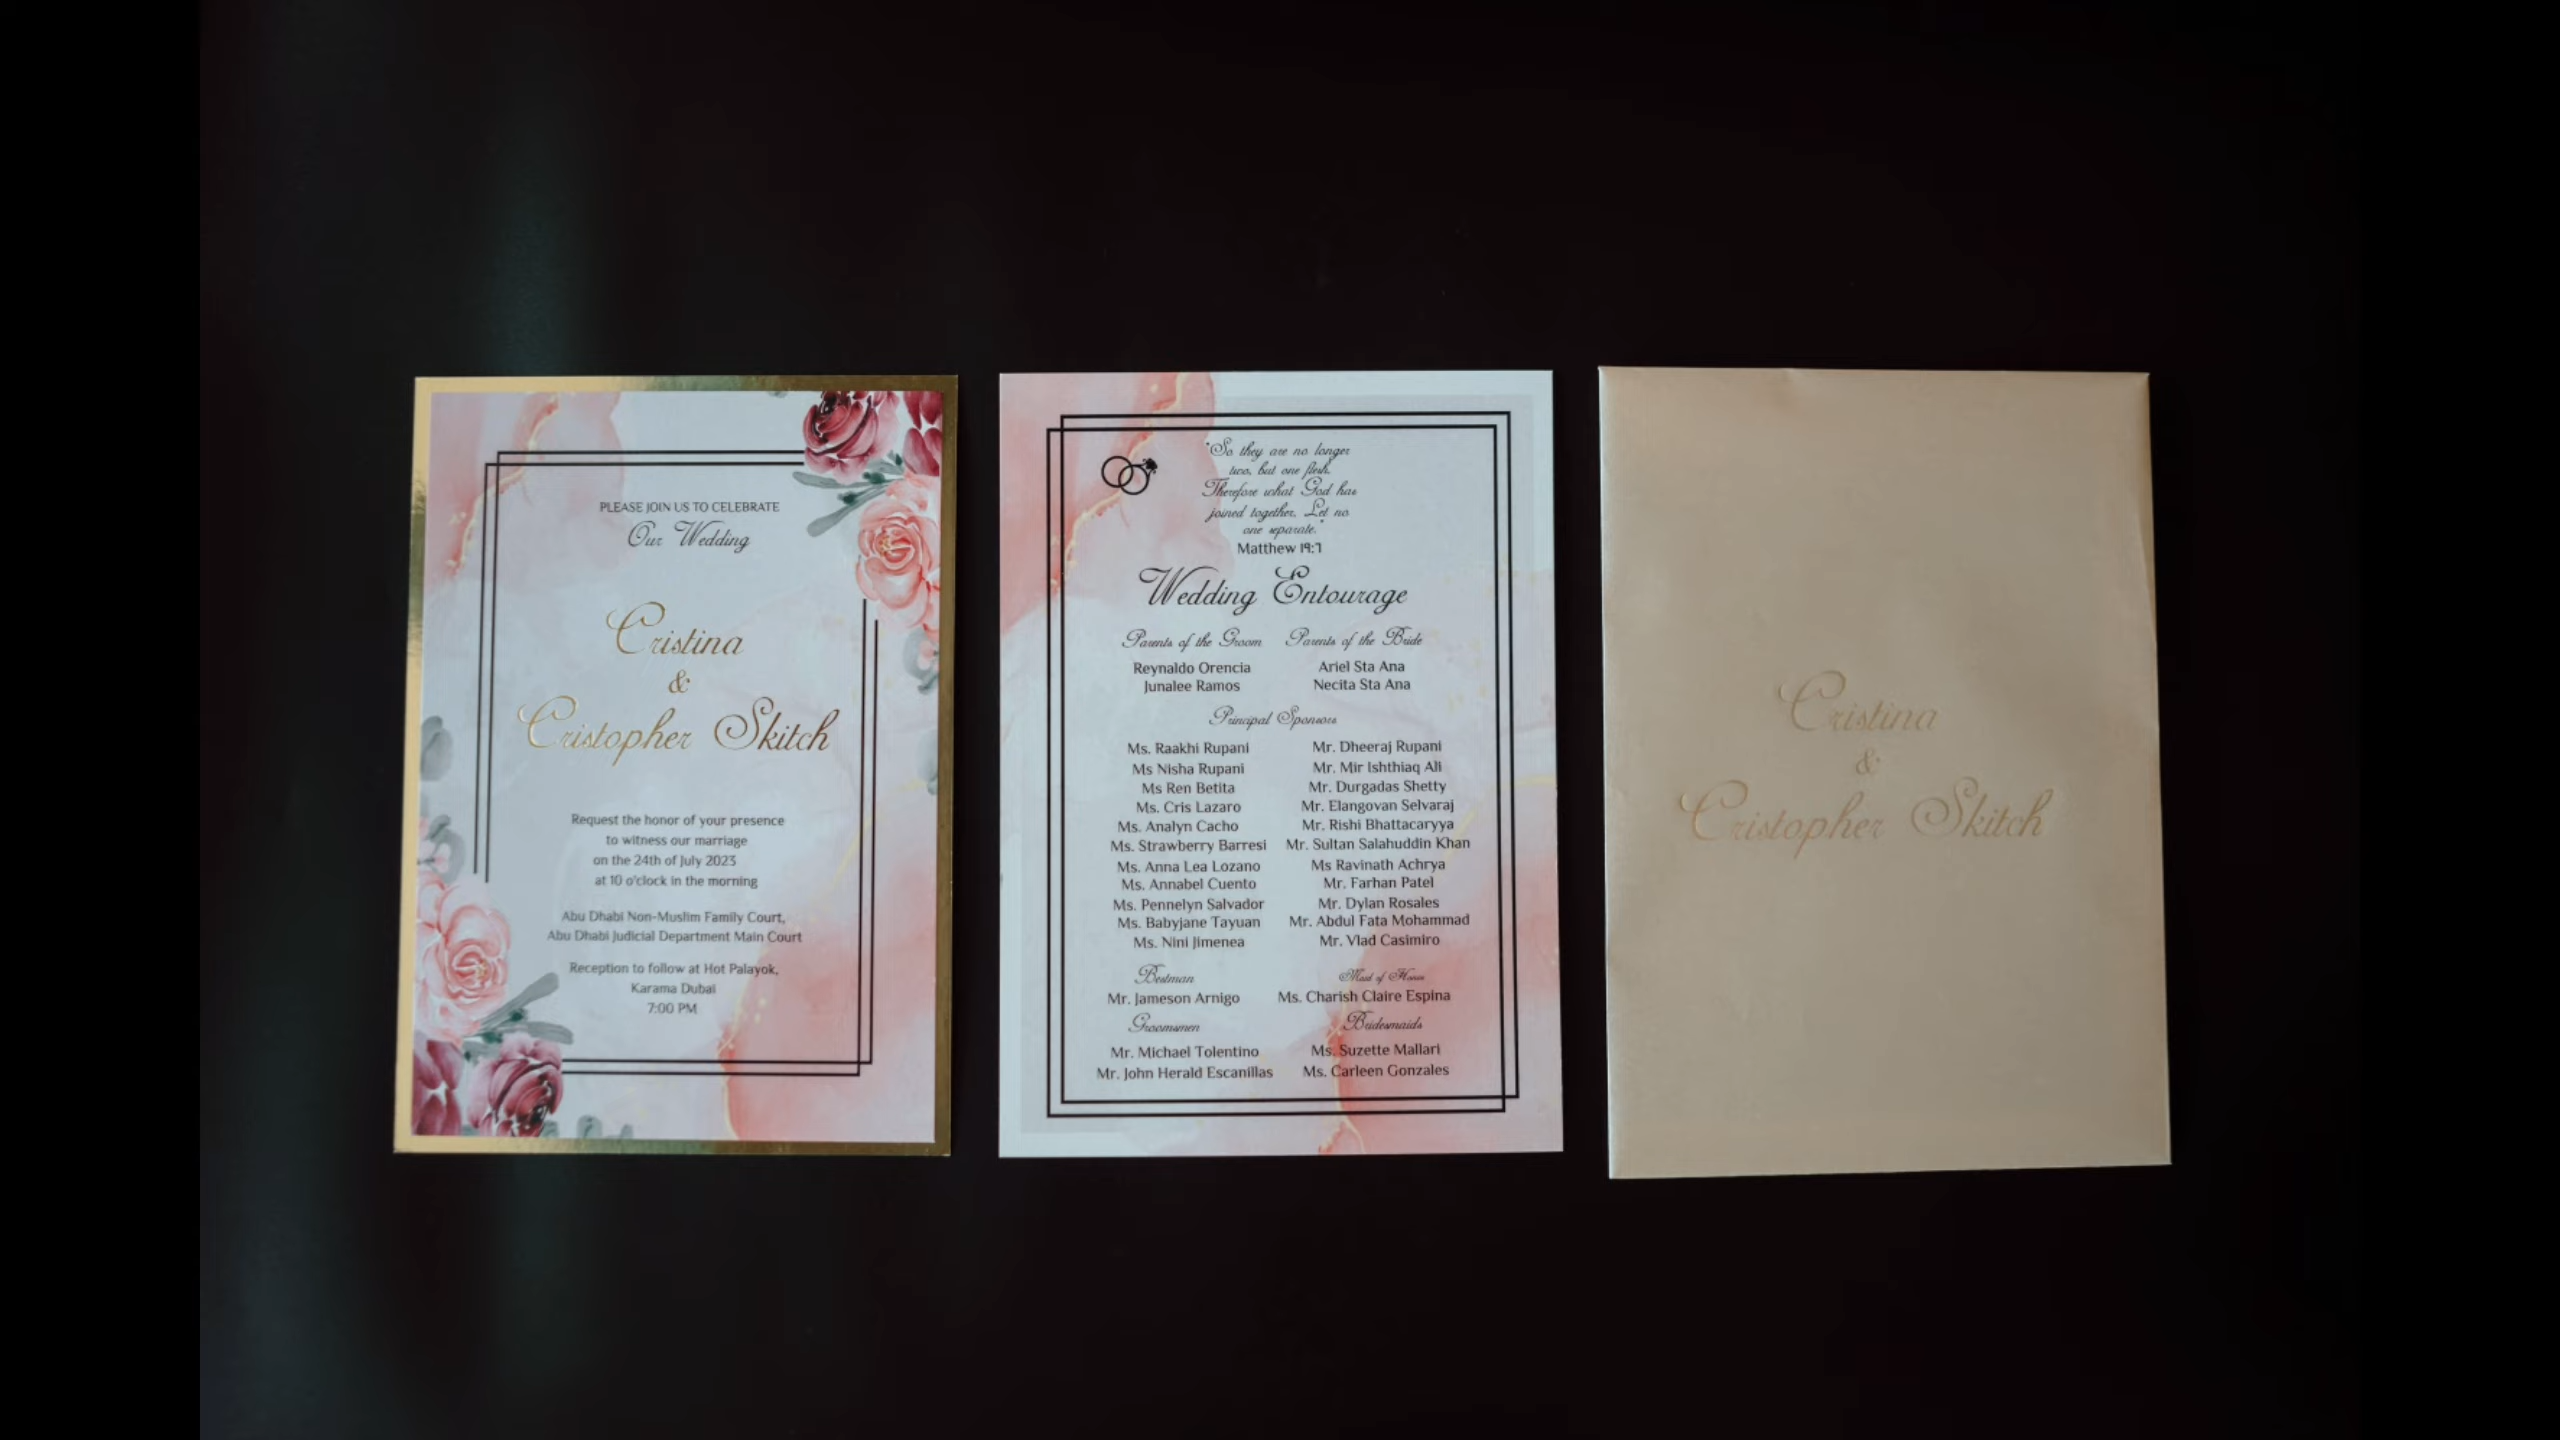 PLEASE JOIN US TO CELEBRATE
Our Wedding
Cristina
&
Cristopher Skitch
Request the honor of your presence
to witness our marriage
on the 24th of July 2023
at 10 o'clock in the morning
Abu Dhabi Non-Muslim Family Court,
Abu Dhabi Judicial Department Main Court
Reception to follow at Hot Palayok,
Karama Dubai
7:00 PM
"So they are no longer
two, but one flesh.
Therefore what God has
joined together, Let no
one separate."
Matthew 19:7
Wedding Entourage
Parents of the Groom Parents of the Bride
Reynaldo Orencia Ariel Sta Ana
Junalee Ramos Necita Sta Ana
Principal Sponsors
Ms. Raakhi Rupani Mr. Dheeraj Rupani
Ms Nisha Rupani Mr. Mir Ishthiaq Ali
Ms Ren Betita Mr. Durgadas Shetty
Ms. Cris Lazaro Mr. Elangovan Selvaraj
Ms. Analyn Cacho Mr. Rishi Bhattacaryya
Ms. Strawberry Barresi Mr. Sultan Salahuddin Khan
Ms. Anna Lea Lozano Ms Ravinath Achrya
Ms. Annabel Cuento Mr. Farhan Patel
Ms. Pennelyn Salvador Mr. Dylan Rosales
Ms. Babyjane Tayuan Mr. Abdul Fata Mohammad
Ms. Nini Jimenea Mr. Vlad Casimiro
Bestman Maid of Honor
Mr. Jameson Arnigo Ms. Charish Claire Espina
Groomsmen Bridesmaids
Mr. Michael Tolentino Ms. Suzette Mallari
Mr. John Herald Escanillas Ms. Carleen Gonzales
Cristina
&
Cristopher Skitch